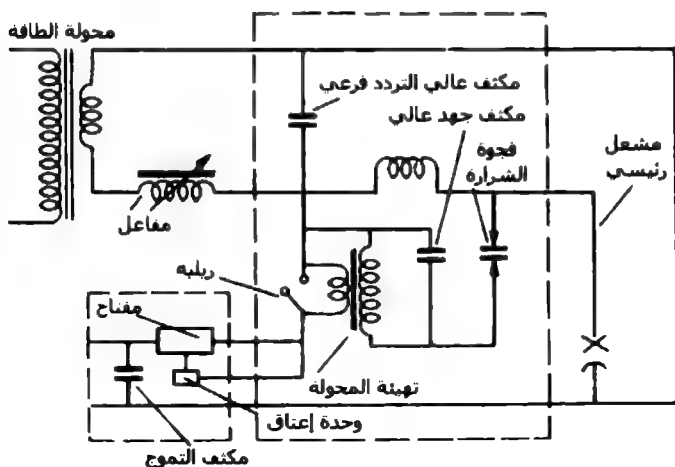 محولة الطاقة
مكثف عالي التردد فرعي
مكثف جهد عالي
فجوة
الشرارة
مشعل
رئيسي
مفاعل
ريليه
مفتاح
تهيئة المحولة
وحدة إعتاق
مكثف التموج